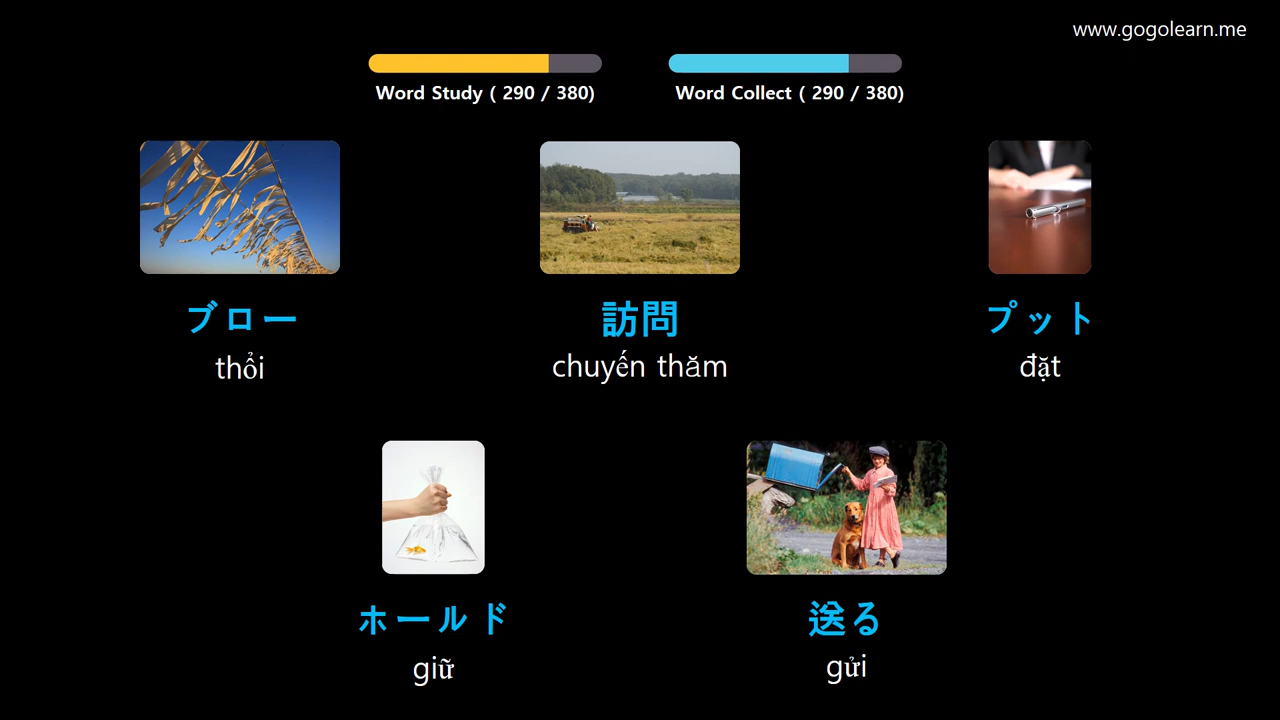 www.gogolearn.me
Word Study ( 290 / 380)
Word Collect ( 290 / 380)
ブロー
thổi
訪問
chuyến thăm
プット
đặt
ホールド
giữ
送る
gửi